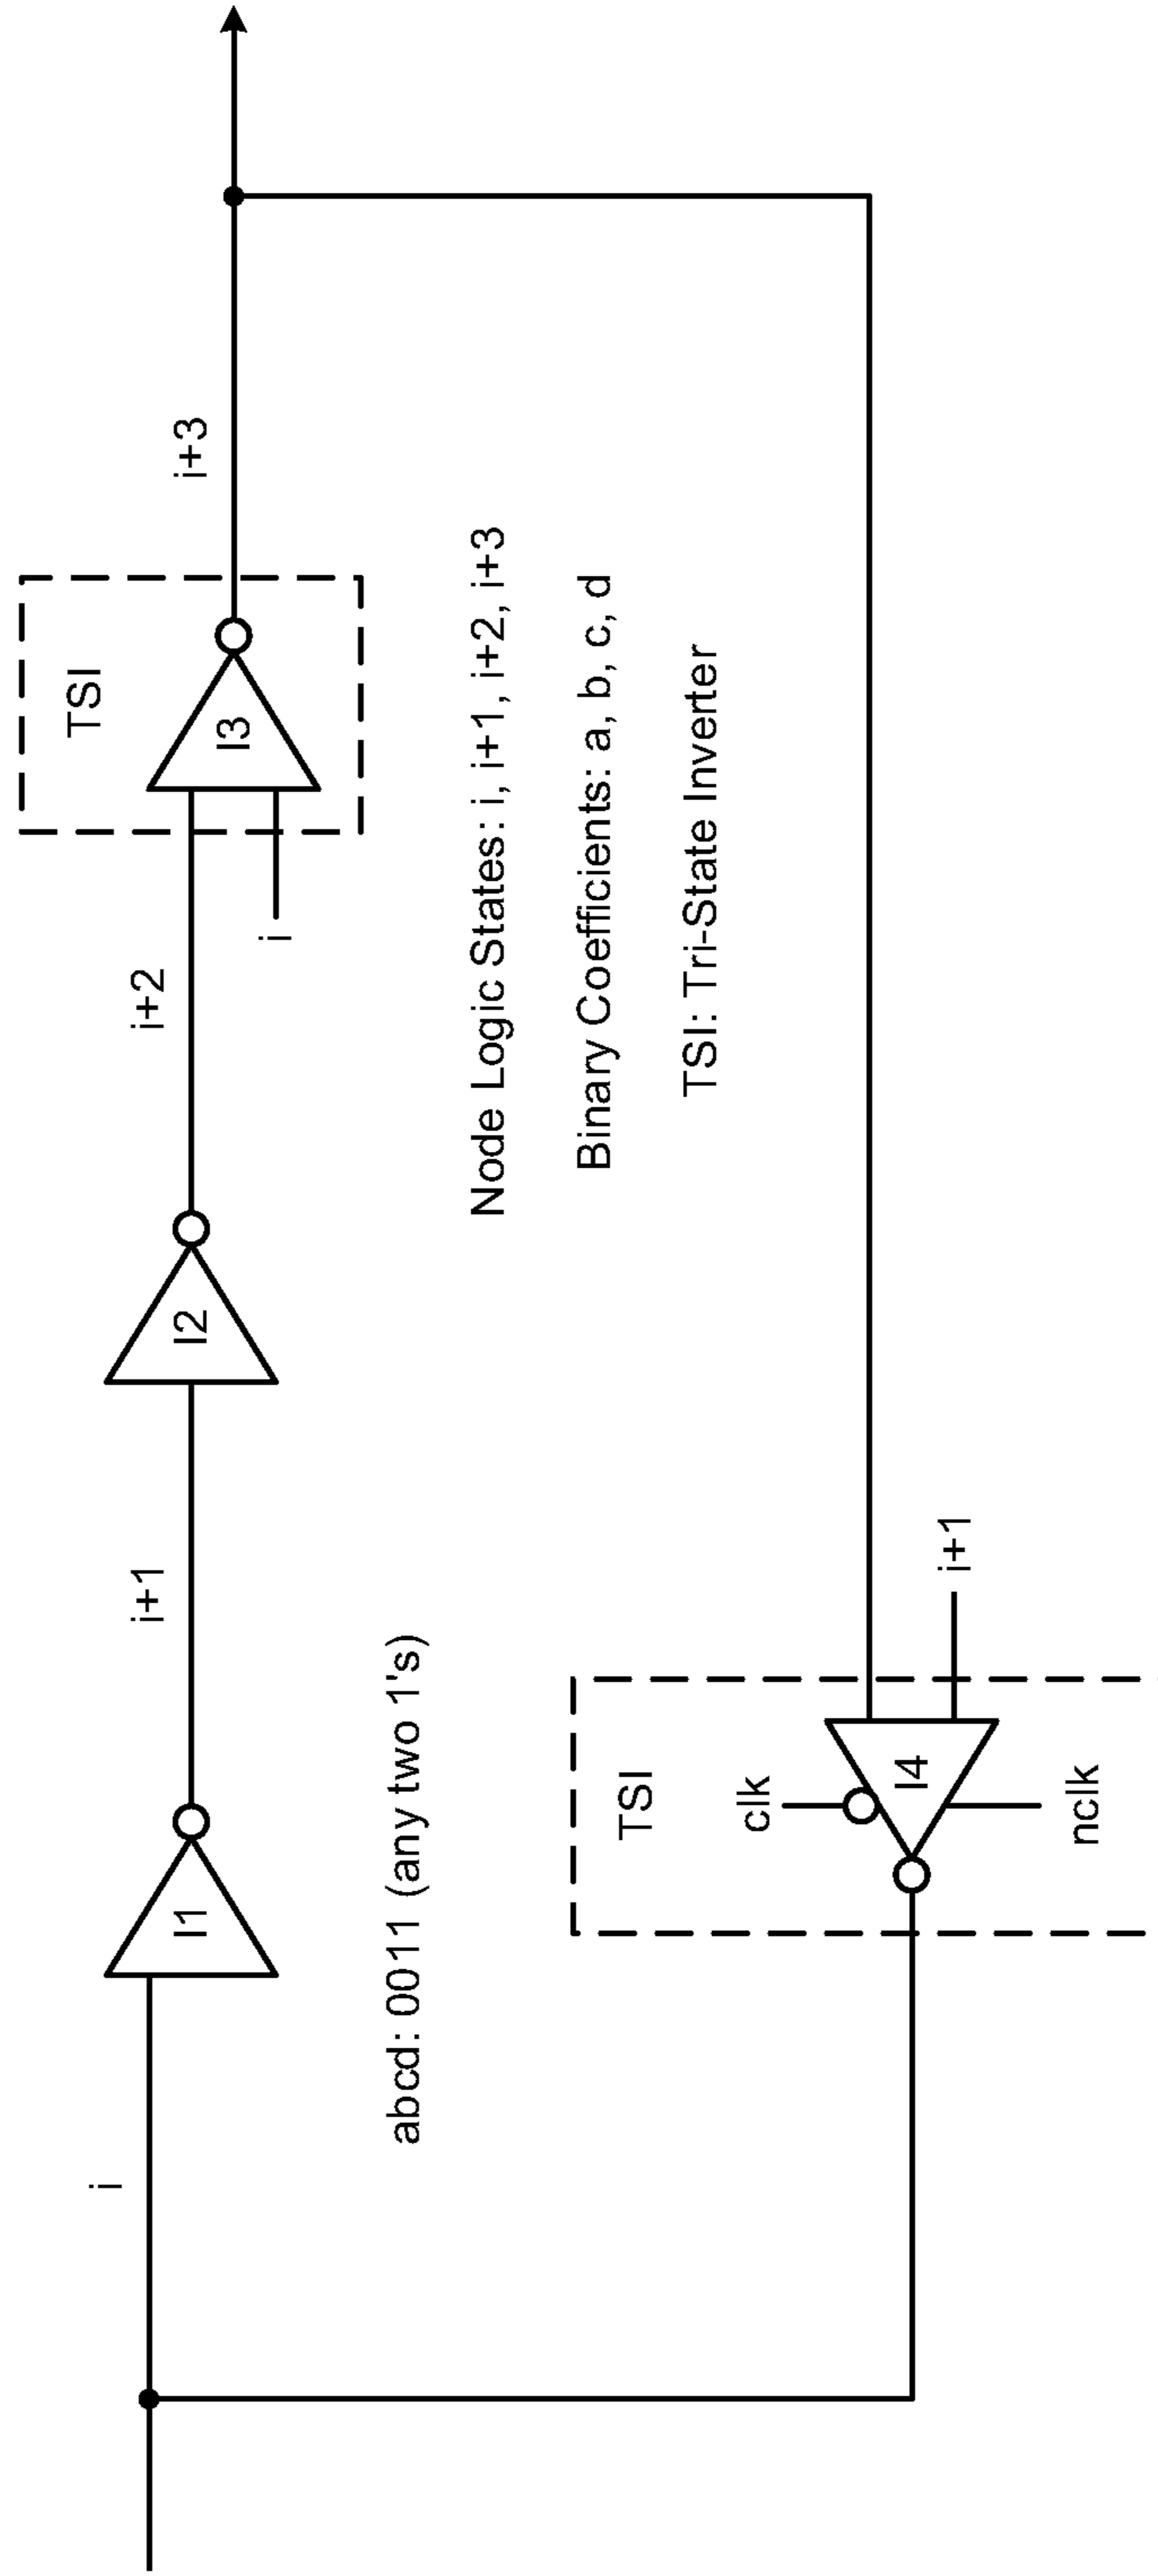 TSI
i
i+1
i+2
i+3
I1
I2
I3
i
abcd: 0011 (any two 1's)
Node Logic States: i, i+1, i+2, i+3
Binary Coefficients: a, b, c, d
TSI: Tri-State Inverter
TSI
clk
I4
i+1
nclk